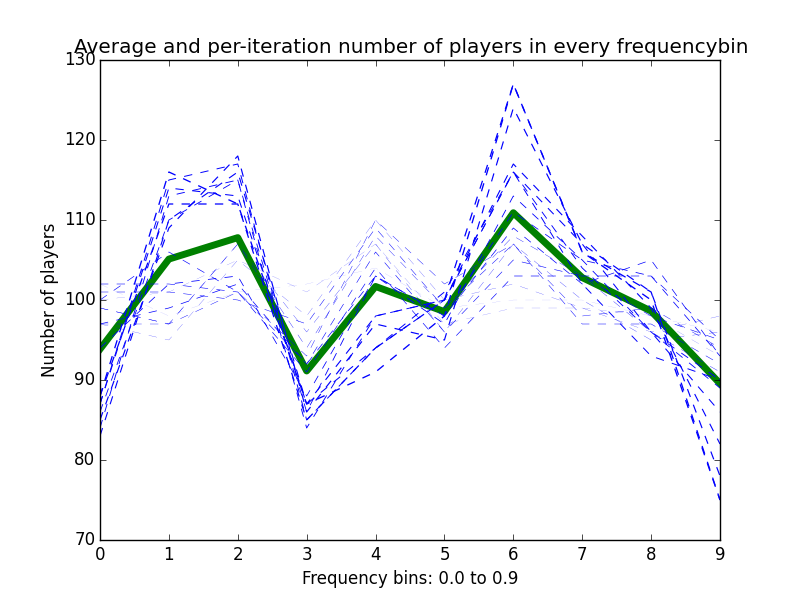 Average and per-iteration number of players in every frequencybin
130
120
110
100
90
80
70
Number of players
0 1 2 3 4 5 6 7 8 9
Frequency bins: 0.0 to 0.9